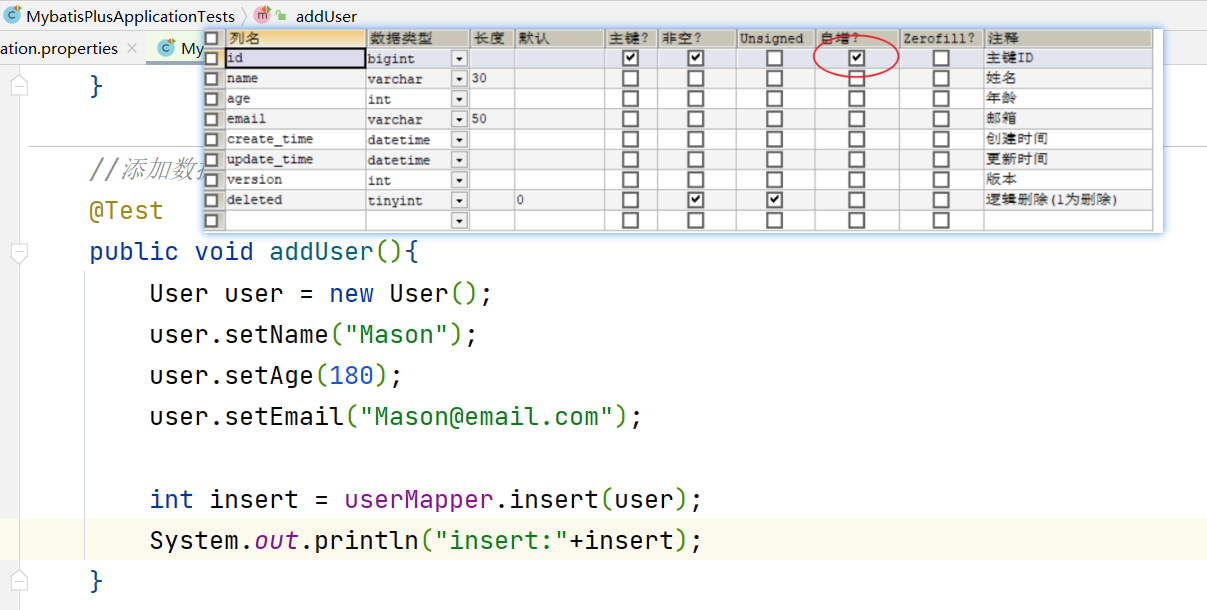 MybatisPlusApplicationTests addUser
ation.properties My
列名 数据类型 长度 默认 主键? 非空? Unsigned 自增? Zerofill? 注释
id bigint 主键ID
name varchar 30 姓名
age int 年龄
email varchar 50 邮箱
create_time datetime 创建时间
update_time datetime 更新时间
version int 版本
deleted tinyint 0 逻辑删除(1为删除)
}
//添加数
@Test
public void addUser(){
User user = new User();
user.setName("Mason");
user.setAge(180);
user.setEmail("Mason@email.com");
int insert = userMapper.insert(user);
System.out.println("insert:"+insert);
}